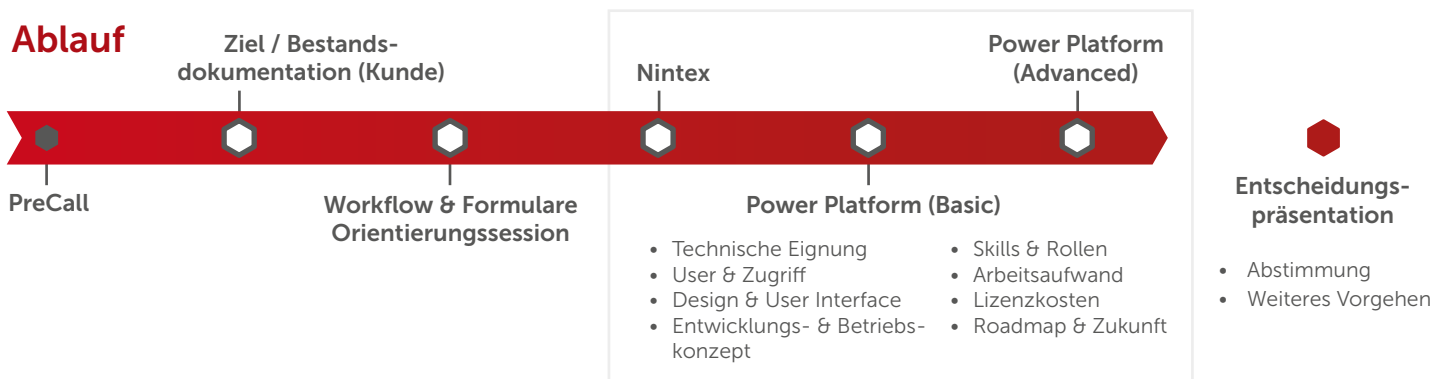 Ablauf
Ziel / Bestands-
dokumentation (Kunde)
Nintex
Power Platform
(Advanced)
PreCall
Workflow & Formulare
Orientierungssession
Power Platform (Basic)
• Technische Eignung
• User & Zugriff
• Design & User Interface
• Entwicklungs- & Betriebs-
konzept
• Skills & Rollen
• Arbeitsaufwand
• Lizenzkosten
• Roadmap & Zukunft
Entscheidungs-
präsentation
• Abstimmung
• Weiteres Vorgehen